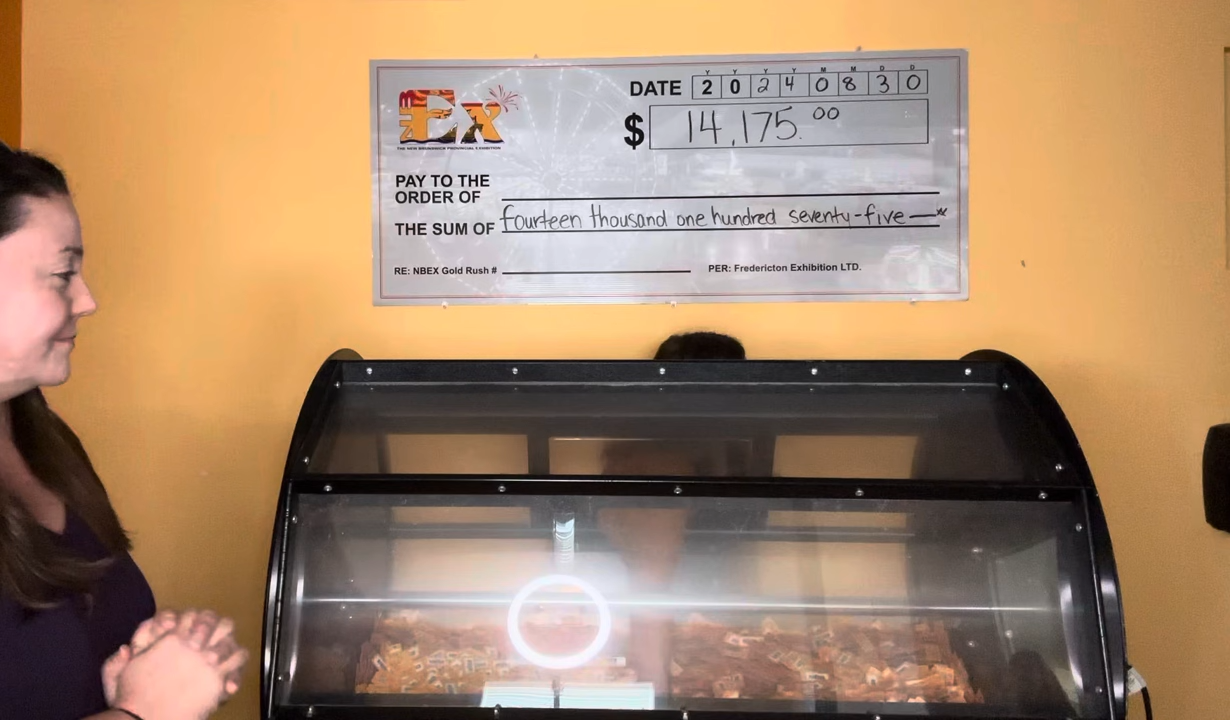 NB Ex
THE NEW BRUNSWICK PROVINCIAL EXHIBITION
Y Y Y Y M M D D
DATE 2 0 2 4 0 8 3 0
$ 14,175.00
PAY TO THE
ORDER OF
THE SUM OF fourteen thousand one hundred seventy-five
RE: NBEX Gold Rush # PER: Fredericton Exhibition LTD.